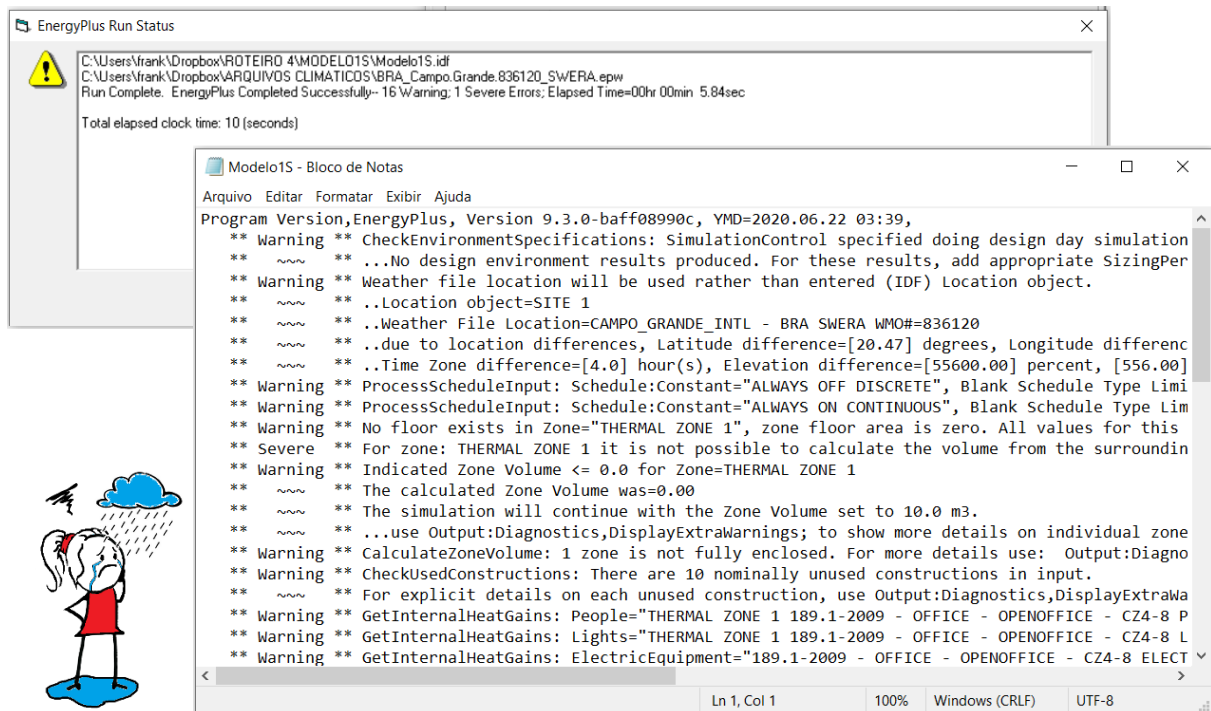 EnergyPlus Run Status
C:\Users\frank\Dropbox\ROTEIRO 4\MODELO1S\Modelo1S.idf
C:\Users\frank\Dropbox\ARQUIVOS CLIMATICOS\BRA_Campo.Grande.836120_SWERA.epw
Run Complete.  EnergyPlus Completed Successfully-- 16 Warning; 1 Severe Errors; Elapsed Time=00hr 00min  5.84sec
Total elapsed clock time: 10 (seconds)
Modelo1S - Bloco de Notas
Arquivo Editar Formatar Exibir Ajuda
Program Version,EnergyPlus, Version 9.3.0-baff08990c, YMD=2020.06.22 03:39,
** Warning ** CheckEnvironmentSpecifications: SimulationControl specified doing design day simulation
**   ~~~   ** ...No design environment results produced. For these results, add appropriate SizingPer
** Warning ** Weather file location will be used rather than entered (IDF) Location object.
**   ~~~   ** ..Location object=SITE 1
**   ~~~   ** ..Weather File Location=CAMPO_GRANDE_INTL - BRA SWERA WMO#=836120
**   ~~~   ** ..due to location differences, Latitude difference=[20.47] degrees, Longitude differenc
**   ~~~   ** ..Time Zone difference=[4.0] hour(s), Elevation difference=[55600.00] percent, [556.00]
** Warning ** ProcessScheduleInput: Schedule:Constant="ALWAYS OFF DISCRETE", Blank Schedule Type Limi
** Warning ** ProcessScheduleInput: Schedule:Constant="ALWAYS ON CONTINUOUS", Blank Schedule Type Lim
** Warning ** No floor exists in Zone="THERMAL ZONE 1", zone floor area is zero. All values for this
** Severe  ** For zone: THERMAL ZONE 1 it is not possible to calculate the volume from the surroundin
** Warning ** Indicated Zone Volume <= 0.0 for Zone=THERMAL ZONE 1
**   ~~~   ** The calculated Zone Volume was=0.00
**   ~~~   ** The simulation will continue with the Zone Volume set to 10.0 m3.
**   ~~~   ** ...use Output:Diagnostics,DisplayExtraWarnings; to show more details on individual zone
** Warning ** CalculateZoneVolume: 1 zone is not fully enclosed. For more details use:  Output:Diagno
** Warning ** CheckUsedConstructions: There are 10 nominally unused constructions in input.
**   ~~~   ** For explicit details on each unused construction, use Output:Diagnostics,DisplayExtraWa
** Warning ** GetInternalHeatGains: People="THERMAL ZONE 1 189.1-2009 - OFFICE - OPENOFFICE - CZ4-8 P
** Warning ** GetInternalHeatGains: Lights="THERMAL ZONE 1 189.1-2009 - OFFICE - OPENOFFICE - CZ4-8 L
** Warning ** GetInternalHeatGains: ElectricEquipment="189.1-2009 - OFFICE - OPENOFFICE - CZ4-8 ELECT
Ln 1, Col 1 100% Windows (CRLF) UTF-8